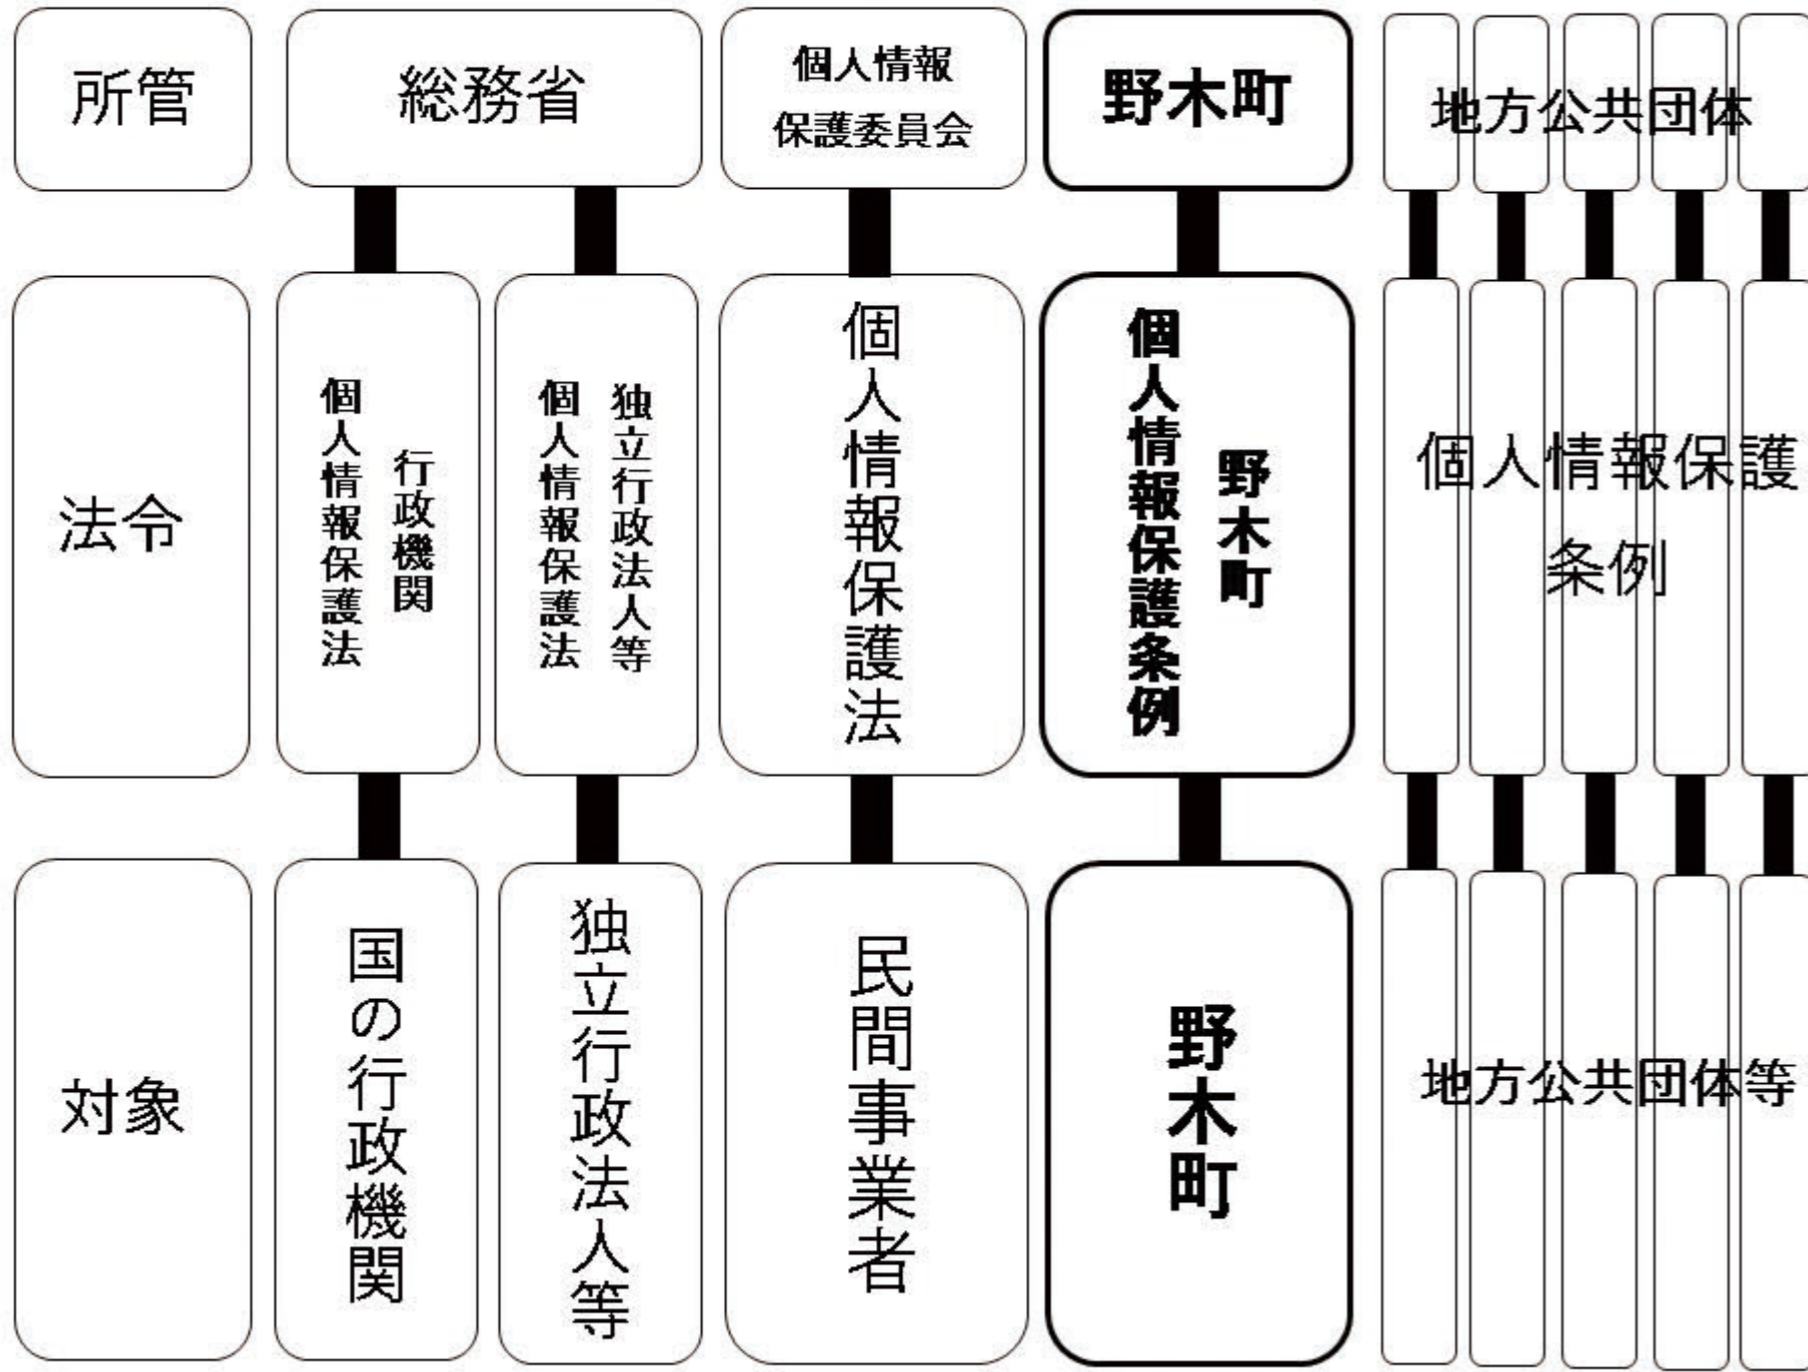 所管
総務省
個人情報
保護委員会
野木町
地方公共団体
法令
行政機関
個人情報保護法
独立行政法人等
個人情報保護法
個人情報保護法
野木町
個人情報保護条例
個人情報保護
条例
対象
国の行政機関
独立行政法人等
民間事業者
野木町
地方公共団体等